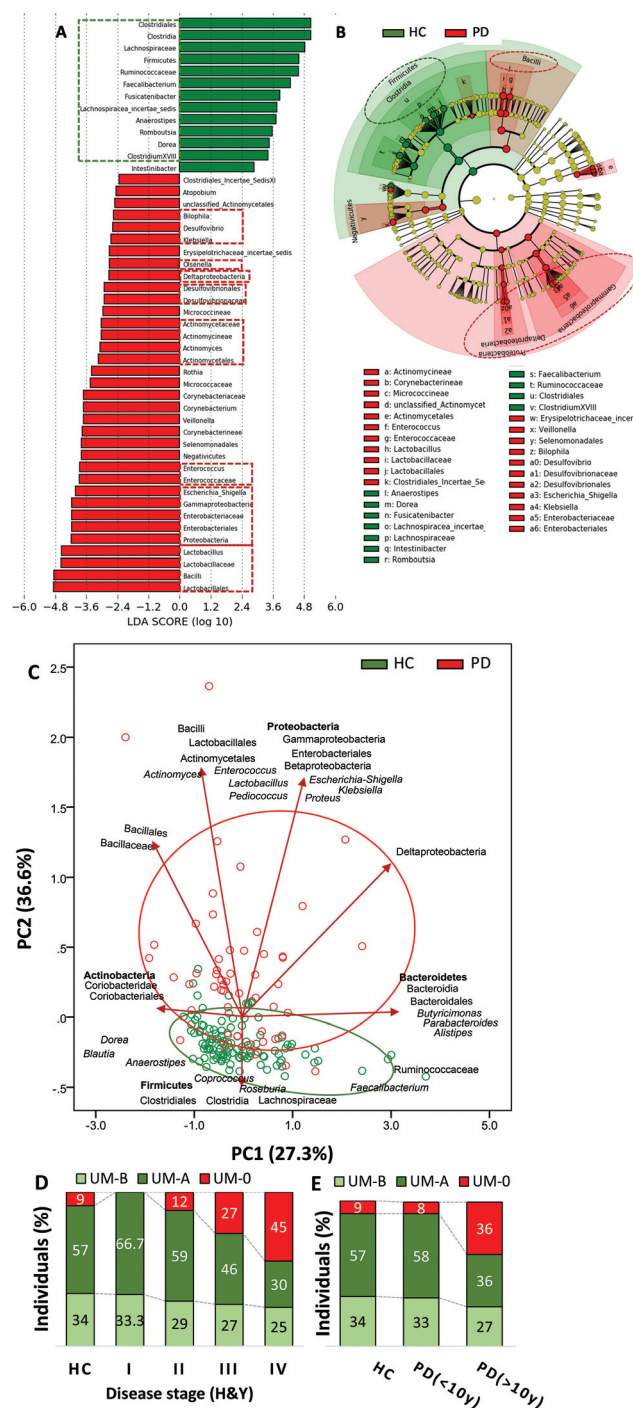 A
Clostridiales
Clostridia
Lachnospiraceae
Firmicutes
Ruminococcaceae
Faecalibacterium
Fusicatenibacter
Lachnospiracea_incertae_sedis
Anaerostipes
Romboutsia
Dorea
ClostridiumXVIII
Intestinibacter
Clostridiales_Incertae_SedisXI
Atopobium
unclassified_Actinomycetales
Bilophila
Desulfovibrio
Klebsiella
Erysipelotrichaceae_incertae_sedis
Olsenella
Deltaproteobacteria
Desulfovibrionales
Desulfovibrionaceae
Micrococcineae
Actinomycetaceae
Actinomycineae
Actinomyces
Actinomycetales
Rothia
Micrococcaceae
Corynebacteriaceae
Corynebacterium
Veillonella
Corynebacterineae
Selenomonadales
Negativicutes
Enterococcus
Enterococcaceae
Escherichia_Shigella
Gammaproteobacteria
Enterobacteriaceae
Enterobacteriales
Proteobacteria
Lactobacillus
Lactobacillaceae
Bacilli
Lactobacillales
−6.0 −4.8 −3.6 −2.4 −1.2 0.0 1.2 2.4 3.6 4.8 6.0
LDA SCORE (log 10)
B
HC PD
Firmicutes
Clostridia
Bacilli
Negativicutes
Gammaproteobacteria
Deltaproteobacteria
Proteobacteria
u
k
y
e
a5
a6
a1
a2
a: Actinomycineae
b: Corynebacterineae
c: Micrococcineae
d: unclassified_Actinomycet
e: Actinomycetales
f: Enterococcus
g: Enterococcaceae
h: Lactobacillus
i: Lactobacillaceae
j: Lactobacillales
k: Clostridiales_Incertae_Se
l: Anaerostipes
m: Dorea
n: Fusicatenibacter
o: Lachnospiracea_incertae_
p: Lachnospiraceae
q: Intestinibacter
r: Romboutsia
s: Faecalibacterium
t: Ruminococcaceae
u: Clostridiales
v: ClostridiumXVIII
w: Erysipelotrichaceae_incer
x: Veillonella
y: Selenomonadales
z: Bilophila
a0: Desulfovibrio
a1: Desulfovibrionaceae
a2: Desulfovibrionales
a3: Escherichia_Shigella
a4: Klebsiella
a5: Enterobacteriaceae
a6: Enterobacteriales
C
HC PD
2.5
2.0
1.5
1.0
.5
.0
-.5
PC2 (36.6%)
Bacilli
Lactobacillales
Actinomycetales
Actinomyces
Enterococcus
Lactobacillus
Pediococcus
Proteobacteria
Gammaproteobacteria
Enterobacteriales
Betaproteobacteria
Escherichia-Shigella
Klebsiella
Proteus
Bacillales
Bacillaceae
Deltaproteobacteria
Actinobacteria
Coriobacteridae
Coriobacteriales
Bacteroidetes
Bacteroidia
Bacteroidales
Butyricimonas
Parabacteroides
Alistipes
Dorea
Blautia
Anaerostipes
Coprococcus
Roseburia
Ruminococcaceae
Faecalibacterium
Firmicutes
Clostridiales Clostridia Lachnospiraceae
-3.0 -1.0 1.0 3.0 5.0
PC1 (27.3%)
D
UM-B UM-A UM-0
Individuals (%)
9 12 27 45
57 66.7 59 46 30
34 33.3 29 27 25
HC I II III IV
Disease stage (H&Y)
E
UM-B UM-A UM-0
Individuals (%)
9 8 36
57 58 36
34 33 27
HC PD(<10y) PD(>10y)